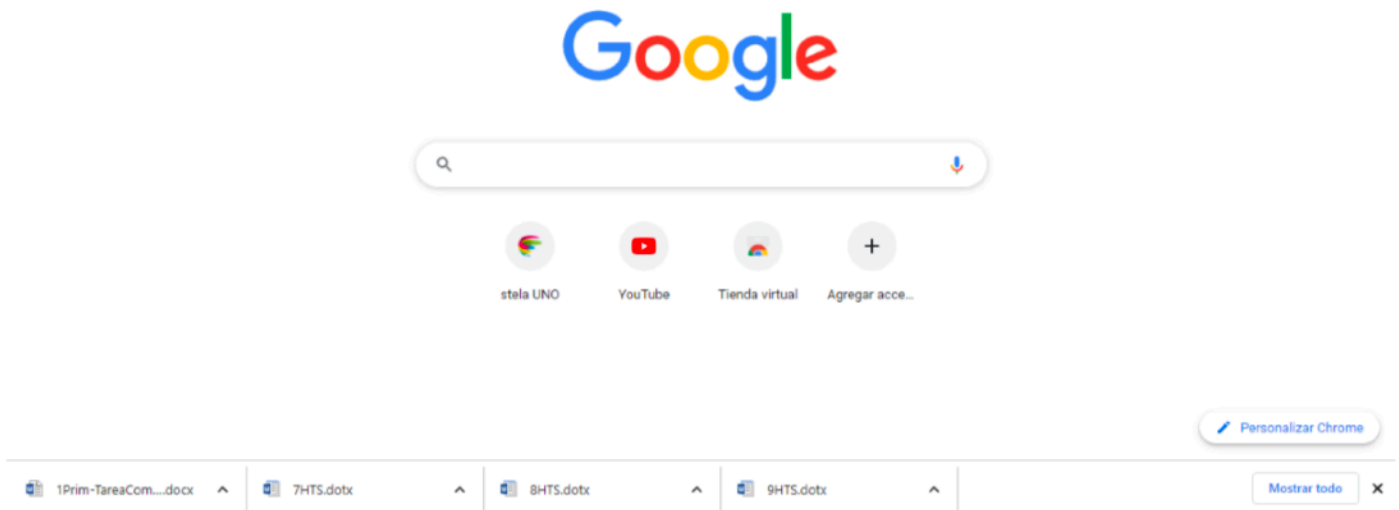 Google
stela UNO YouTube Tienda virtual Agregar acce...
Personalizar Chrome
1Prim-TareaCom....docx 7HTS.dotx 8HTS.dotx 9HTS.dotx Mostrar todo